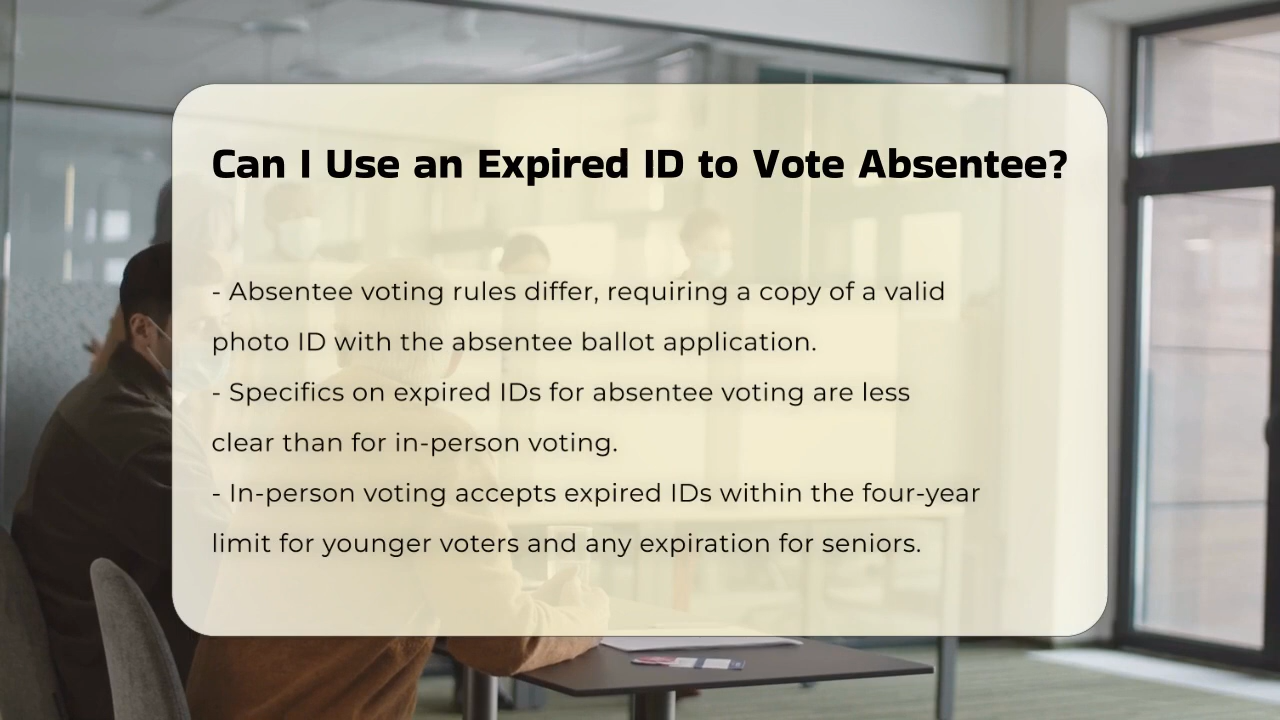 Can I Use an Expired ID to Vote Absentee?
- Absentee voting rules differ, requiring a copy of a valid
photo ID with the absentee ballot application.
- Specifics on expired IDs for absentee voting are less
clear than for in-person voting.
- In-person voting accepts expired IDs within the four-year
limit for younger voters and any expiration for seniors.